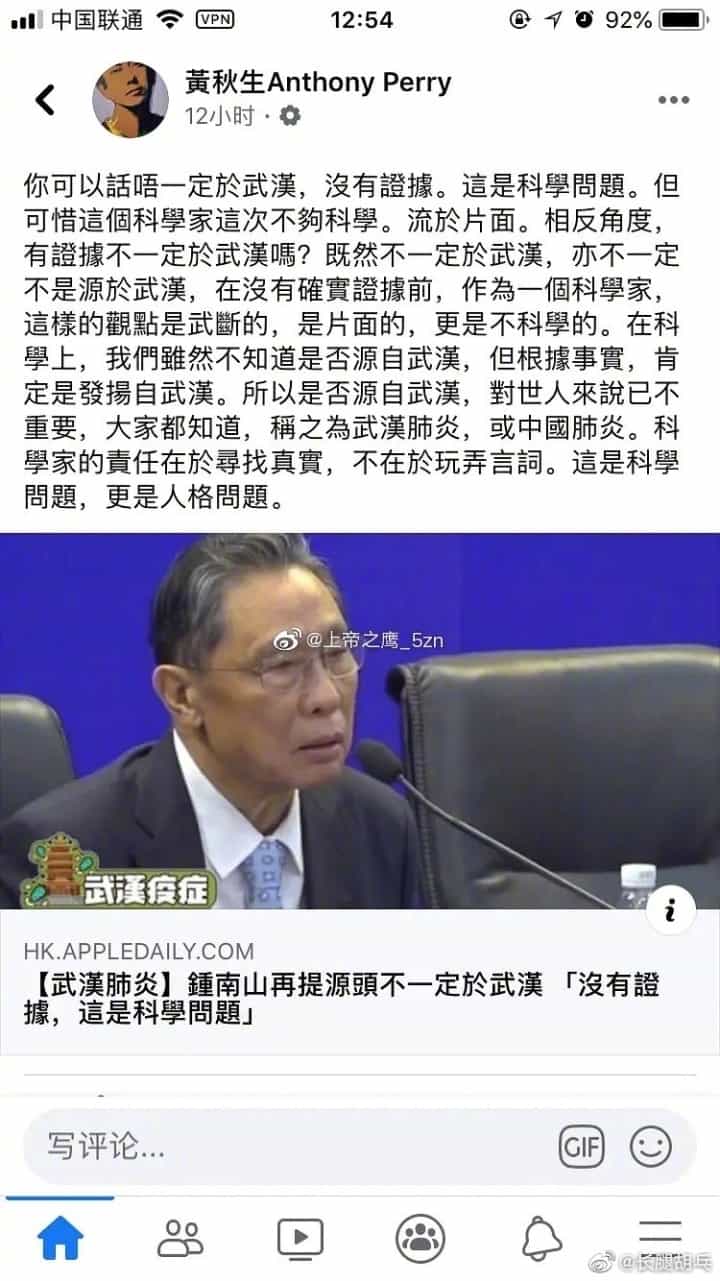 中国联通 VPN 12:54 92%
黃秋生Anthony Perry
12小时
你可以話唔一定於武漢，沒有證據。這是科學問題。但
可惜這個科學家這次不夠科學。流於片面。相反角度，
有證據不一定於武漢嗎？既然不一定於武漢，亦不一定
不是源於武漢，在沒有確實證據前，作為一個科學家，
這樣的觀點是武斷的，是片面的，更是不科學的。在科
學上，我們雖然不知道是否源自武漢，但根據事實，肯
定是發揚自武漢。所以是否源自武漢，對世人來說已不
重要，大家都知道，稱之為武漢肺炎，或中國肺炎。科
學家的責任在於尋找真實，不在於玩弄言詞。這是科學
問題，更是人格問題。
@上帝之鹰_5zn
武漢疫症
i
HK.APPLEDAILY.COM
【武漢肺炎】鍾南山再提源頭不一定於武漢 「沒有證
據，這是科學問題」
写评论...
GIF
@长腿胡乓